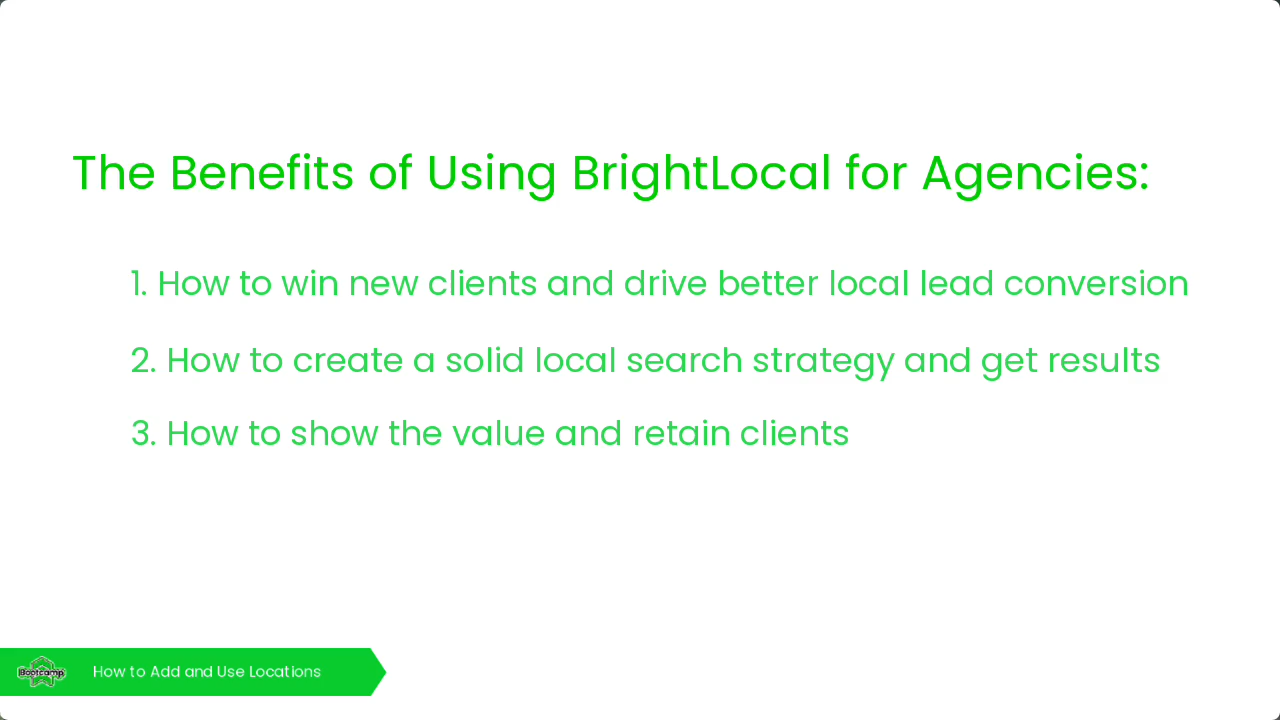 The Benefits of Using BrightLocal for Agencies:
1. How to win new clients and drive better local lead conversion
2. How to create a solid local search strategy and get results
3. How to show the value and retain clients
Bootcamp
How to Add and Use Locations